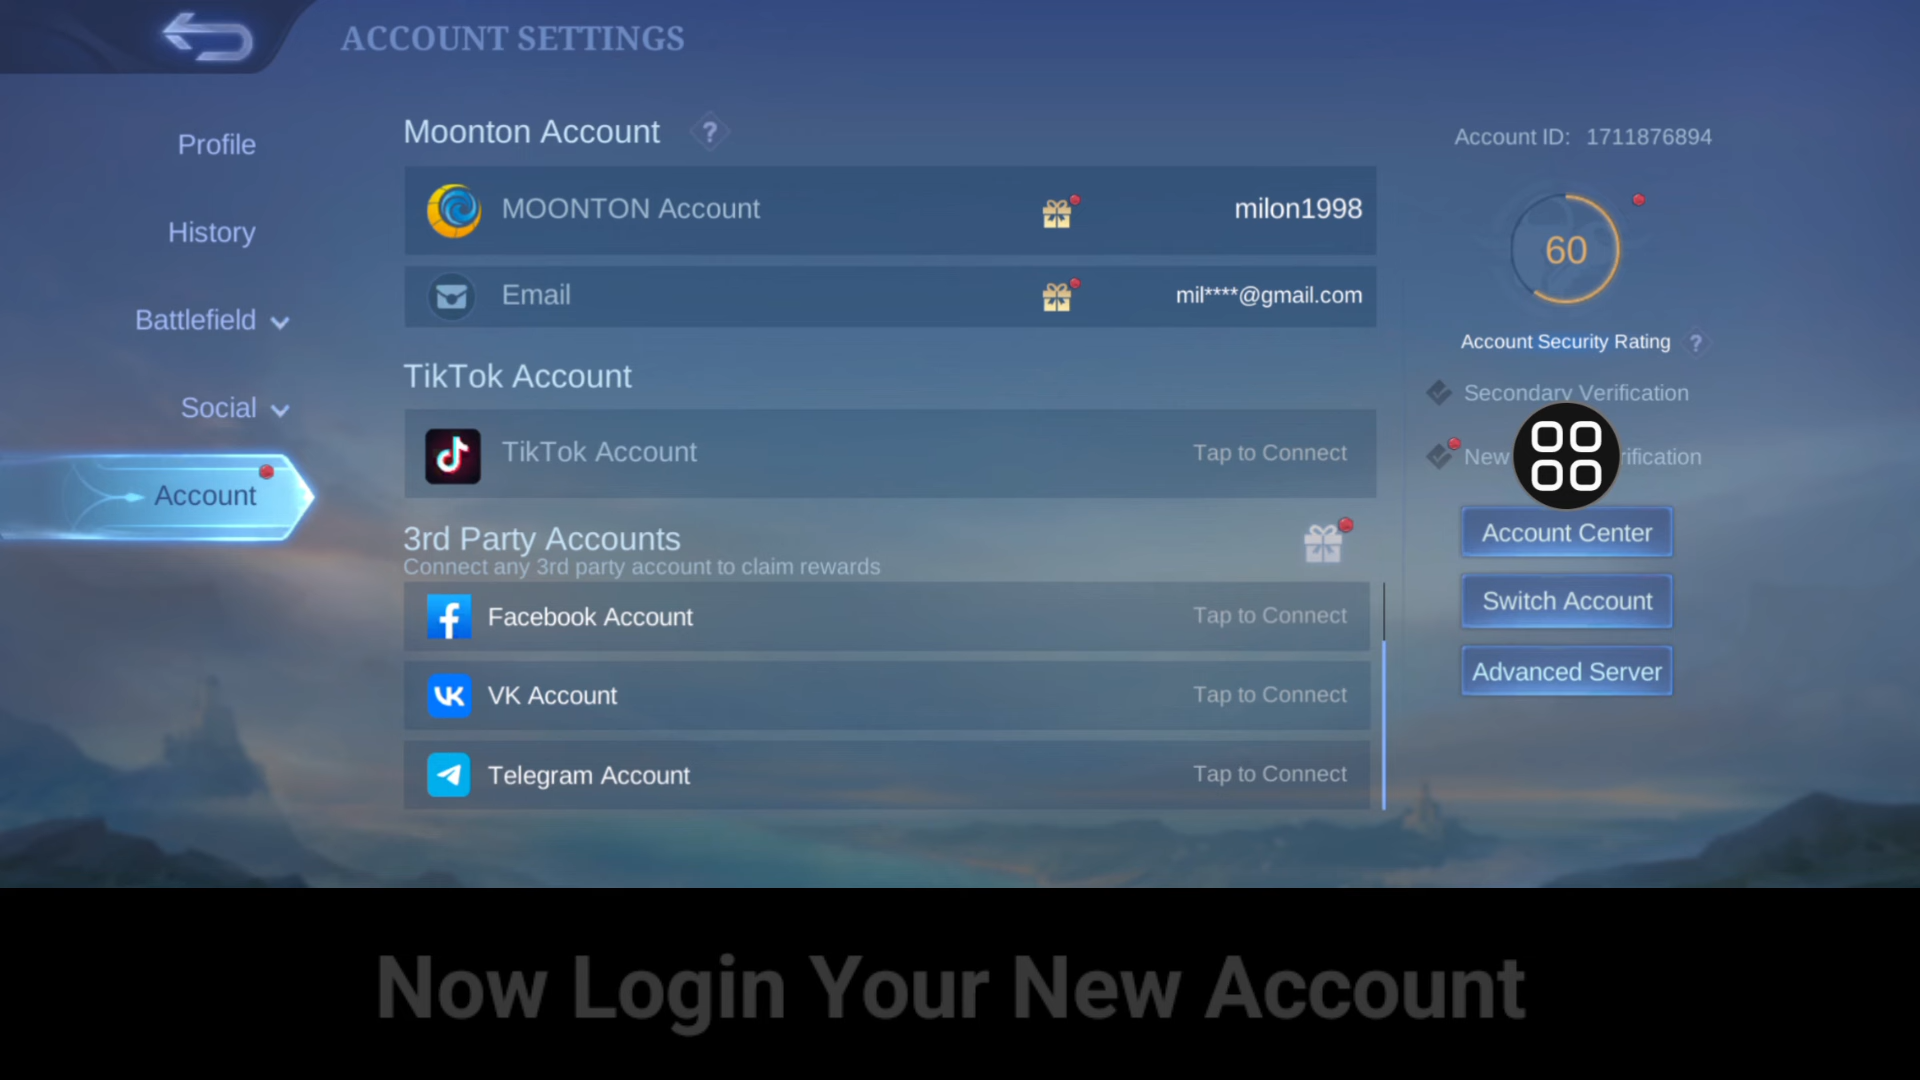 ACCOUNT SETTINGS
Profile
History
Battlefield
Social
Account
Moonton Account ?
MOONTON Account milon1998
Email mil****@gmail.com
TikTok Account
TikTok Account Tap to Connect
3rd Party Accounts
Connect any 3rd party account to claim rewards
Facebook Account Tap to Connect
VK Account Tap to Connect
Telegram Account Tap to Connect
Account ID: 1711876894
60
Account Security Rating ?
Secondary Verification
New
Account Center
Switch Account
Advanced Server
Now Login Your New Account